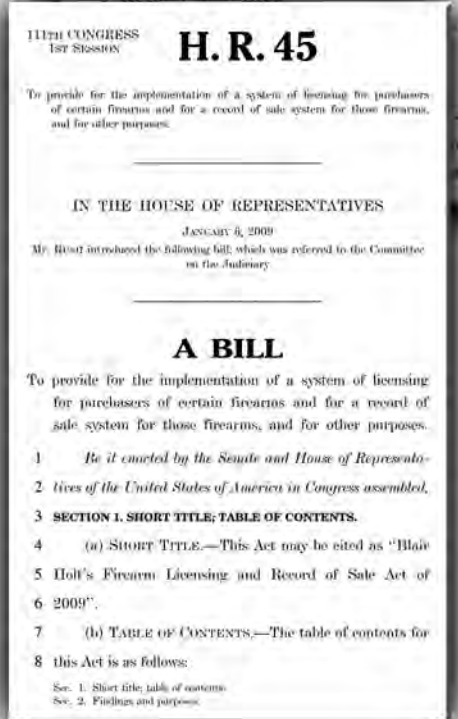 111TH CONGRESS
1ST SESSION
H. R. 45
To provide for the implementation of a system of licensing for purchasers
of certain firearms and for a record of sale system for those firearms,
and for other purposes.
IN THE HOUSE OF REPRESENTATIVES
JANUARY 6, 2009
Mr. RUSH introduced the following bill; which was referred to the Committee
on the Judiciary
A BILL
To provide for the implementation of a system of licensing
for purchasers of certain firearms and for a record of
sale system for those firearms, and for other purposes.
1 Be it enacted by the Senate and House of Representa-
2 tives of the United States of America in Congress assembled,
3 SECTION 1. SHORT TITLE; TABLE OF CONTENTS.
4 (a) SHORT TITLE.—This Act may be cited as “Blair
5 Holt’s Firearm Licensing and Record of Sale Act of
6 2009”.
7 (b) TABLE OF CONTENTS.—The table of contents for
8 this Act is as follows:
Sec. 1. Short title; table of contents.
Sec. 2. Findings and purposes.